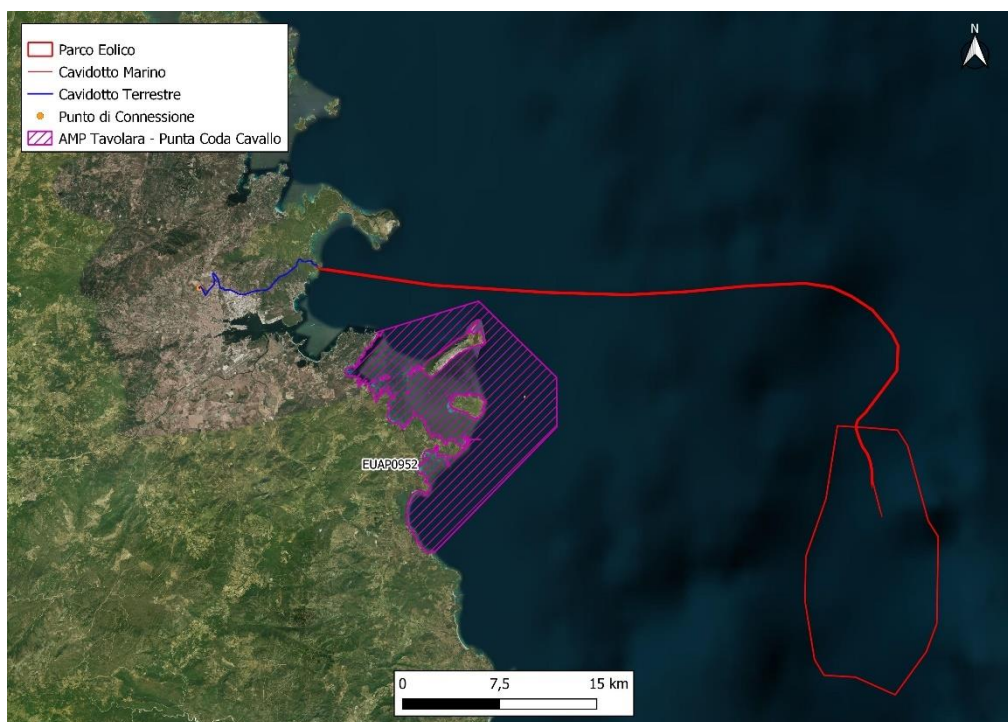 Parco Eolico
Cavidotto Marino
Cavidotto Terrestre
Punto di Connessione
AMP Tavolara - Punta Coda Cavallo
N
EUAP0952
0 7,5 15 km